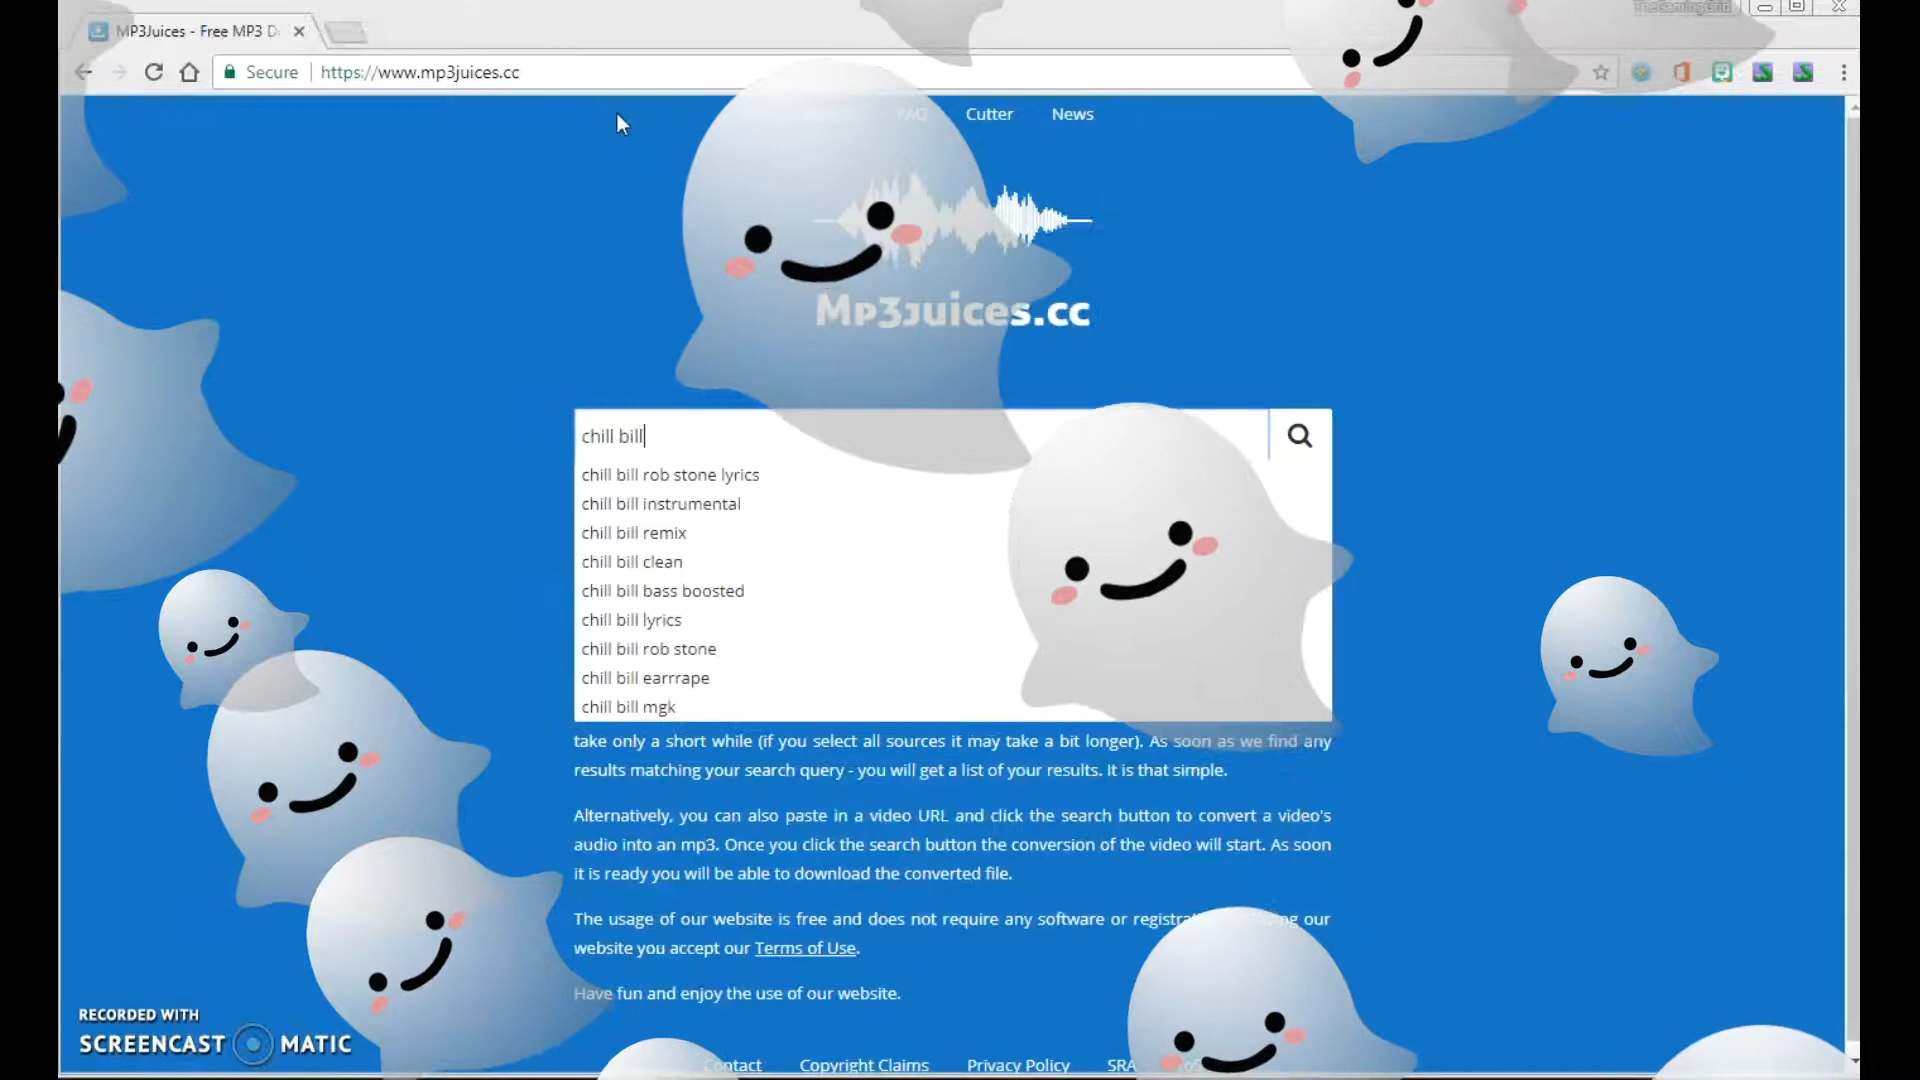 TheGamingGrid
MP3Juices - Free MP3 D
Secure
https://www.mp3juices.cc
FAQ
Cutter
News
Mp3juices.cc
chill bill
chill bill rob stone lyrics
chill bill instrumental
chill bill remix
chill bill clean
chill bill bass boosted
chill bill lyrics
chill bill rob stone
chill bill earrrape
chill bill mgk
take only a short while (if you select all sources it may take a bit longer). As soon as we find any
results matching your search query - you will get a list of your results. It is that simple.
Alternatively, you can also paste in a video URL and click the search button to convert a video's
audio into an mp3. Once you click the search button the conversion of the video will start. As soon
it is ready you will be able to download the converted file.
The usage of our website is free and does not require any software or our
website you accept our Terms of Use.
Have fun and enjoy the use of our website.
RECORDED WITH
SCREENCAST MATIC
Contact
Copyright Claims
Privacy Policy
SRA